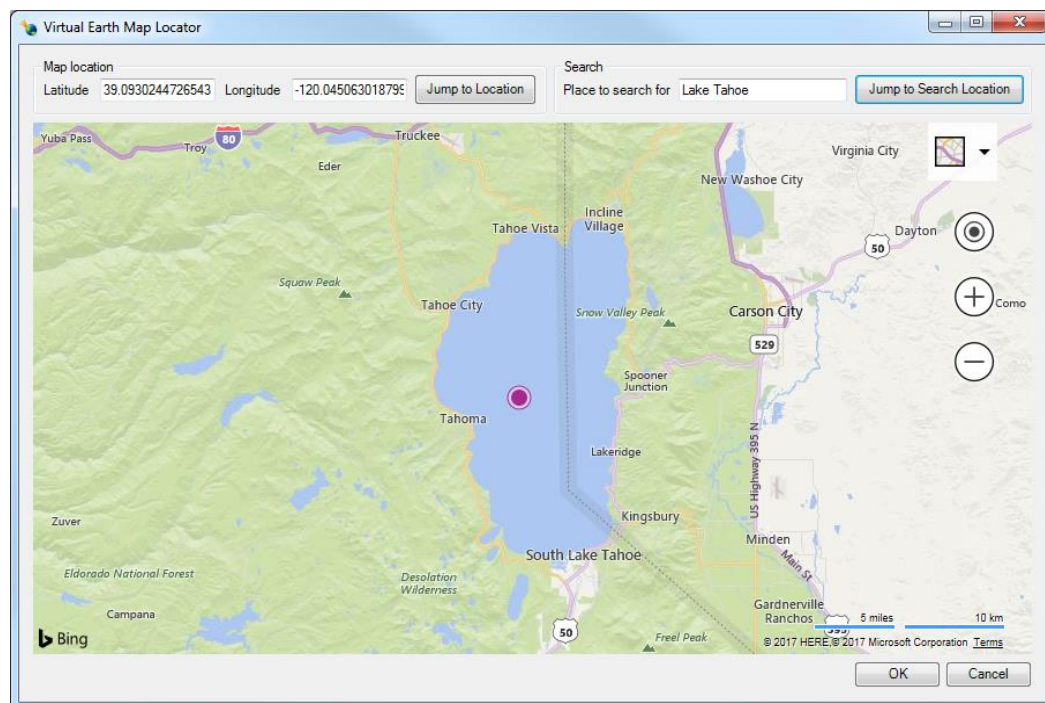 Virtual Earth Map Locator
Map location
Latitude 39.0930244726543 Longitude -120.045063018795 Jump to Location
Search
Place to search for Lake Tahoe Jump to Search Location
Yuba Pass
Troy
80
Truckee
Eder
Virginia City
New Washoe City
Incline
Village
Tahoe Vista
Dayton
50
Squaw Peak
Tahoe City
Snow Valley Peak
Carson City
Como
529
Spooner
Junction
Tahoma
Lakeridge
US Highway 395 N
Zuver
Kingsbury
Minden
South Lake Tahoe
Main St
Eldorado National Forest
Desolation
Wilderness
Campana
Gardnerville
Ranchos
395
5 miles 10 km
Bing
50
Freel Peak
© 2017 HERE,© 2017 Microsoft Corporation Terms
OK Cancel